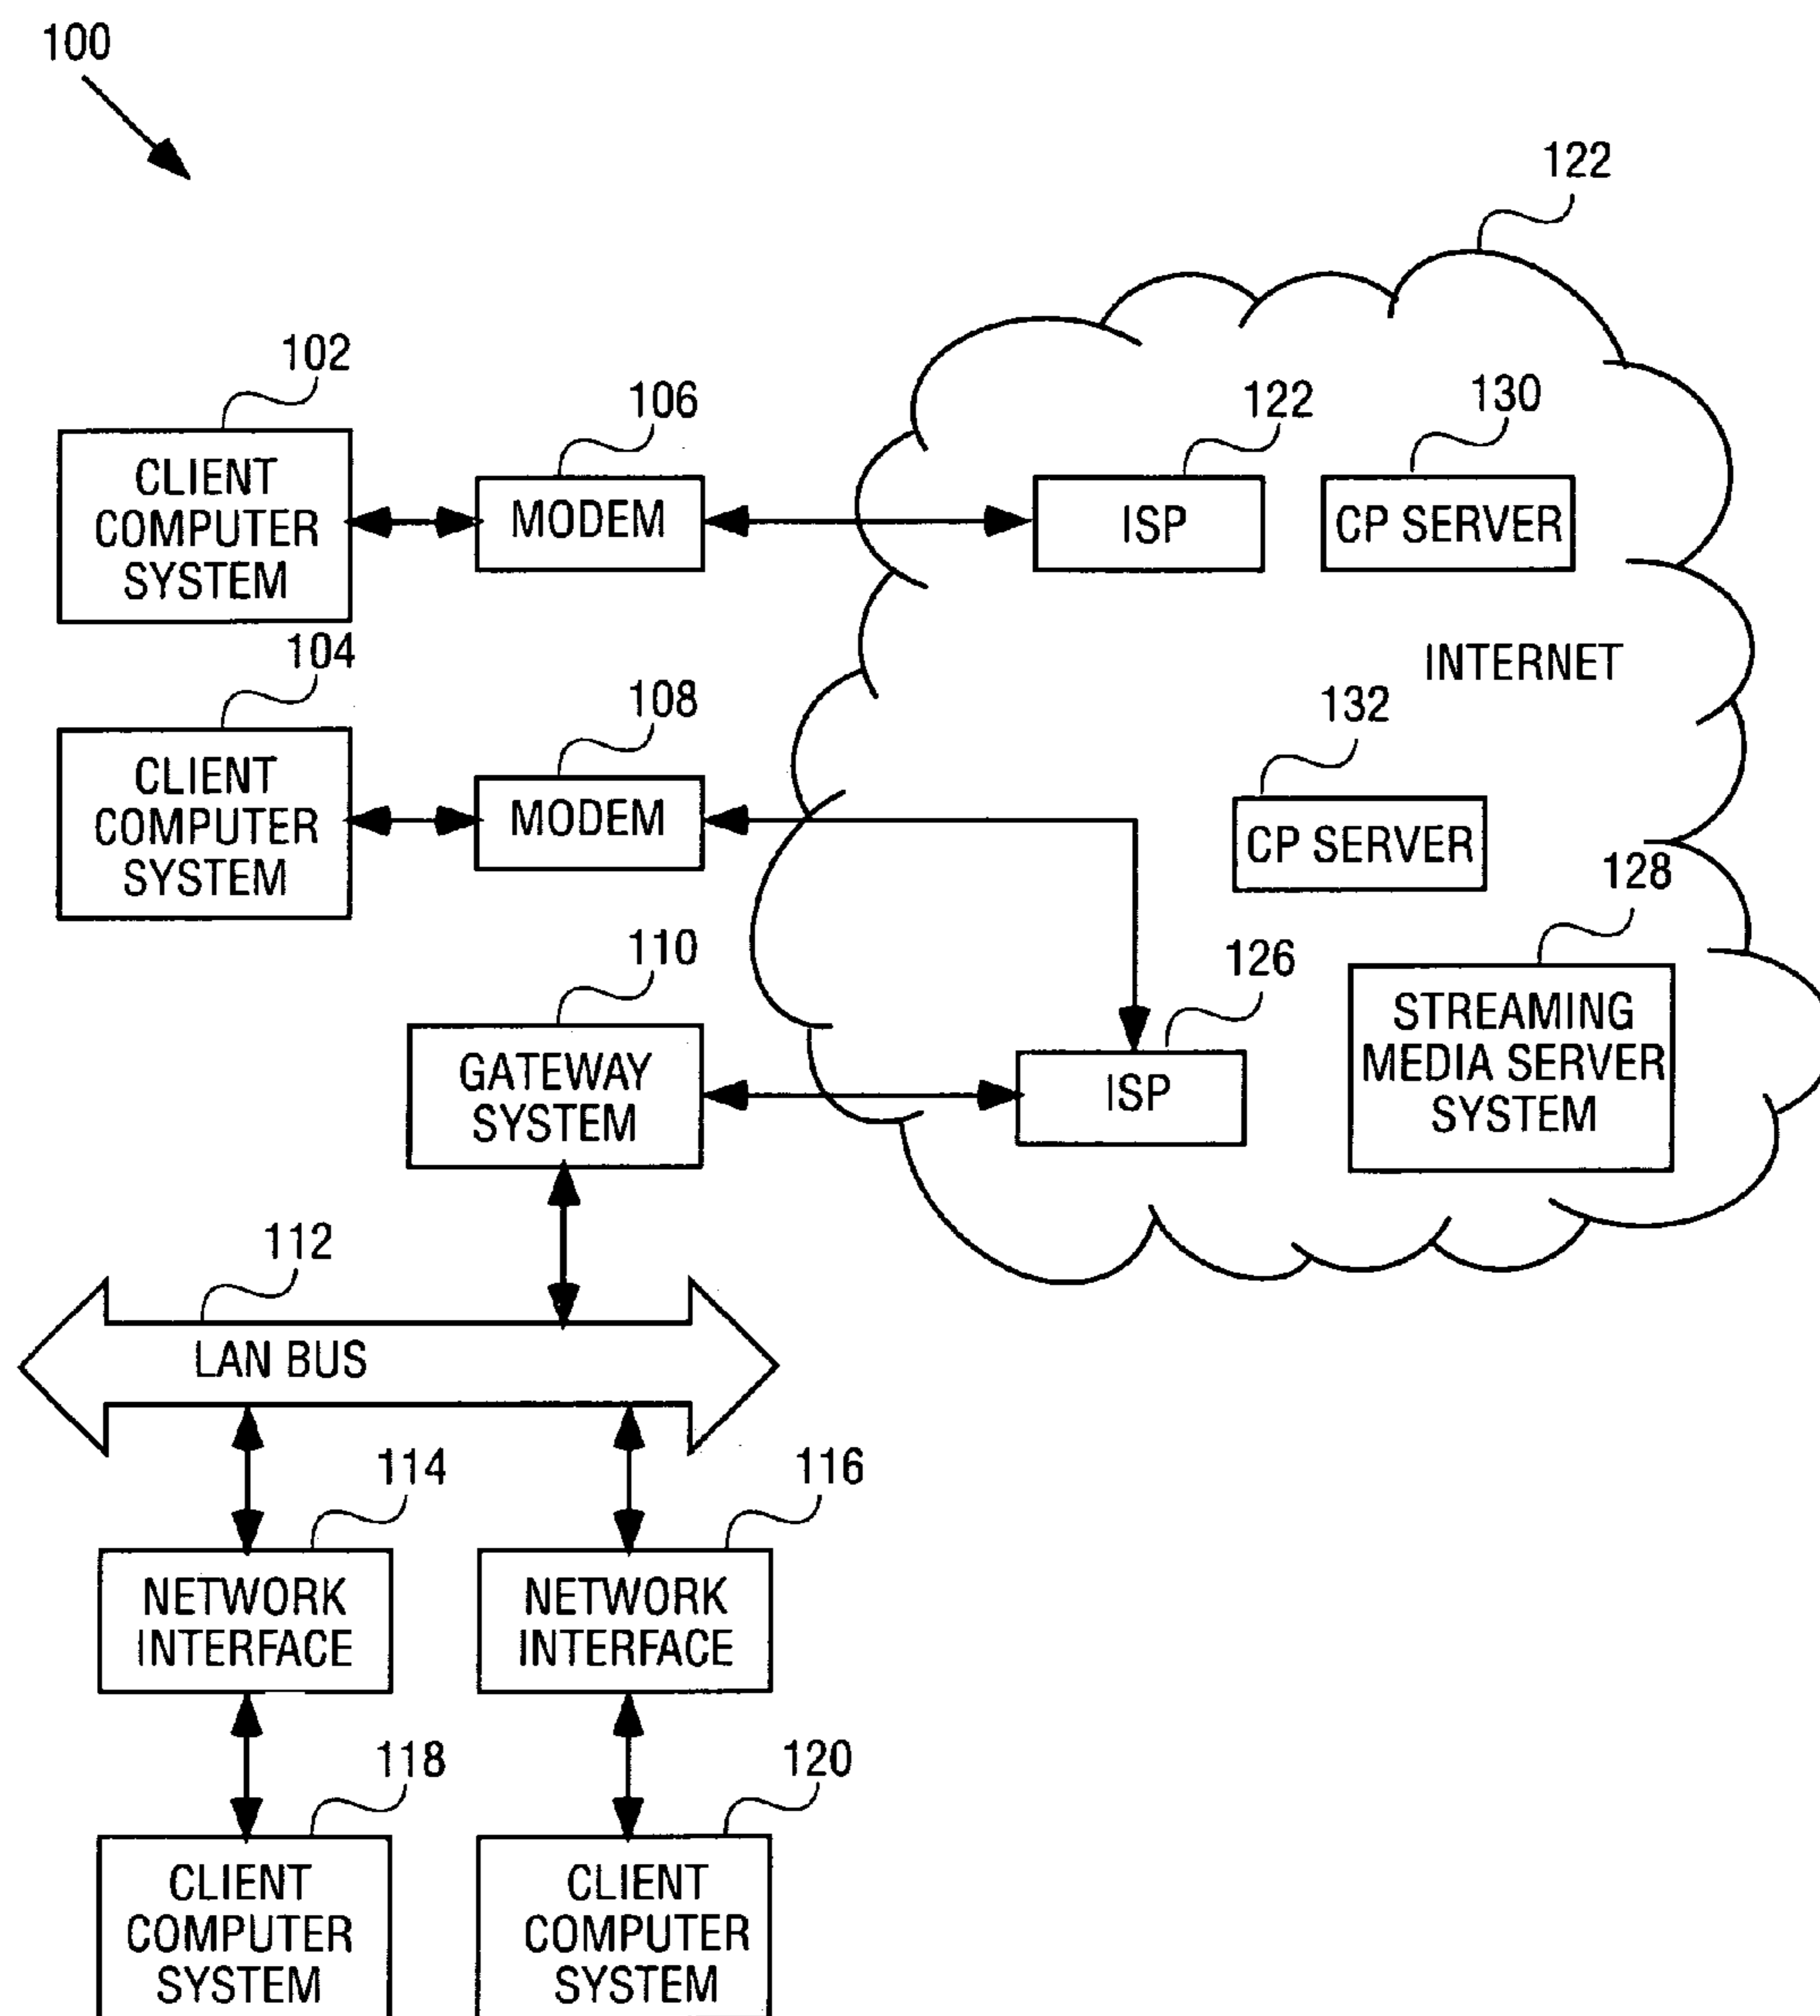 100
122
102
106
122
130
CLIENT
COMPUTER
SYSTEM
MODEM
ISP
CP SERVER
104
108
INTERNET
132
CLIENT
COMPUTER
SYSTEM
MODEM
CP SERVER
128
110
126
GATEWAY
SYSTEM
ISP
STREAMING
MEDIA SERVER
SYSTEM
112
LAN BUS
114
116
NETWORK
INTERFACE
NETWORK
INTERFACE
118
120
CLIENT
COMPUTER
SYSTEM
CLIENT
COMPUTER
SYSTEM